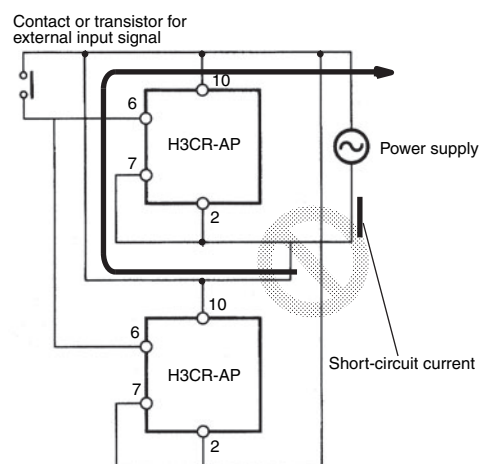 Contact or transistor for
external input signal
10
6
H3CR-AP
Power supply
7
2
10
6
Short-circuit current
H3CR-AP
7
2